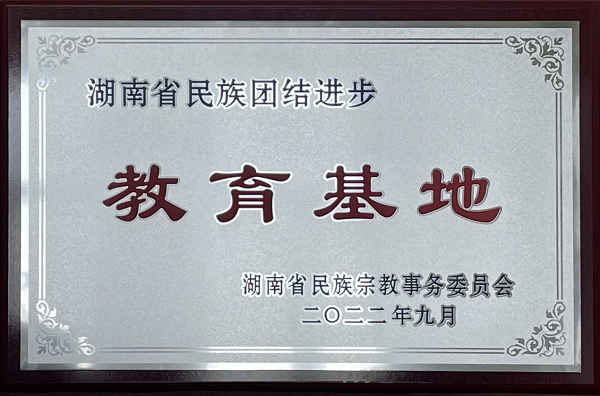 湖南省民族团结进步
教育基地
湖南省民族宗教事务委员会
二〇二二年九月